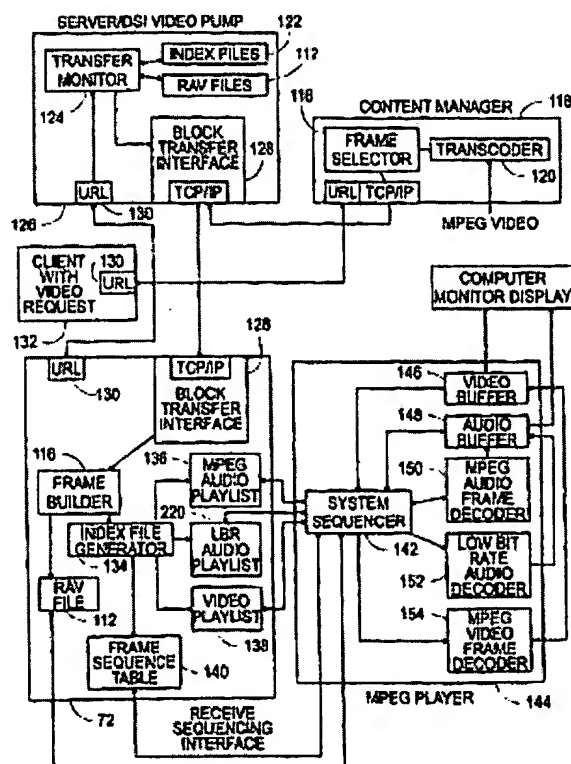 SERVER/DSI VIDEO PUMP
122
INDEX FILES
112
TRANSFER
MONITOR
RAV FILES
124
BLOCK
TRANSFER
INTERFACE
128
URL
TCP/IP
126
130
CONTENT MANAGER
118
118
FRAME
SELECTOR
TRANSCODER
120
URL
TCP/IP
MPEG VIDEO
CLIENT
WITH
VIDEO
REQUEST
130
URL
132
COMPUTER
MONITOR DISPLAY
URL
130
TCP/IP
128
BLOCK
TRANSFER
INTERFACE
116
FRAME
BUILDER
136
MPEG
AUDIO
PLAYLIST
220
INDEX FILE
GENERATOR
134
LBR
AUDIO
PLAYLIST
RAV
FILE
112
VIDEO
PLAYLIST
138
FRAME
SEQUENCE
TABLE
140
72
RECEIVE
SEQUENCING
INTERFACE
146
VIDEO
BUFFER
148
AUDIO
BUFFER
150
MPEG
AUDIO
FRAME
DECODER
SYSTEM
SEQUENCER
142
LOW BIT
RATE
AUDIO
DECODER
152
154
MPEG
VIDEO
FRAME
DECODER
MPEG PLAYER
144